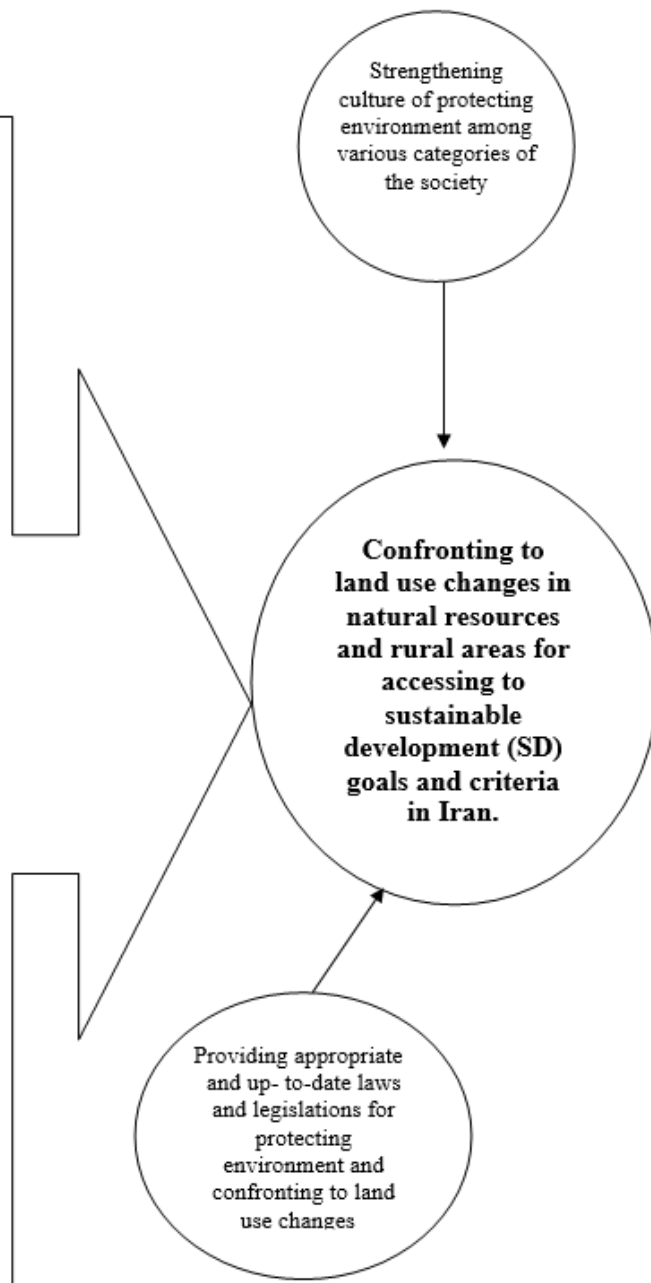 Strengthening
culture of protecting
environment among
various categories of
the society
Confronting to
land use changes in
natural resources
and rural areas for
accessing to
sustainable
development (SD)
goals and criteria
in Iran.
Providing appropriate
and up- to-date laws
and legislations for
protecting
environment and
confronting to land
use changes